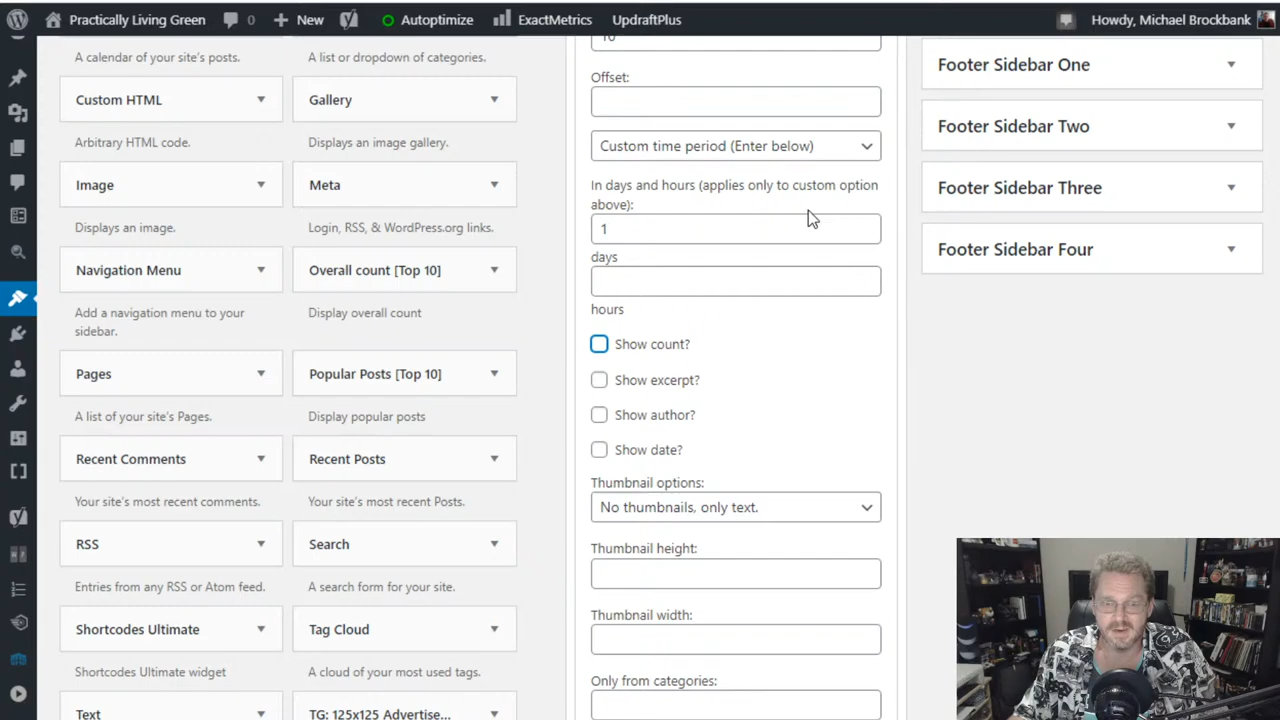 Practically Living Green
0
New
Autoptimize
ExactMetrics
UpdraftPlus
Howdy, Michael Brockbank
A calendar of your site's posts.
A list or dropdown of categories.
Custom HTML
Gallery
Arbitrary HTML code.
Displays an image gallery.
Image
Meta
Displays an image.
Login, RSS, & WordPress.org links.
Navigation Menu
Overall count [Top 10]
Add a navigation menu to your
sidebar.
Display overall count
Pages
Popular Posts [Top 10]
A list of your site's Pages.
Display popular posts
Recent Comments
Recent Posts
Your site's most recent comments.
Your site's most recent Posts.
RSS
Search
Entries from any RSS or Atom feed.
A search form for your site.
Shortcodes Ultimate
Tag Cloud
Shortcodes Ultimate widget
A cloud of your most used tags.
Text
TG: 125x125 Advertise...
10
Offset:
Custom time period (Enter below)
In days and hours (applies only to custom option
above):
1
days
hours
Show count?
Show excerpt?
Show author?
Show date?
Thumbnail options:
No thumbnails, only text.
Thumbnail height:
Thumbnail width:
Only from categories:
Footer Sidebar One
Footer Sidebar Two
Footer Sidebar Three
Footer Sidebar Four